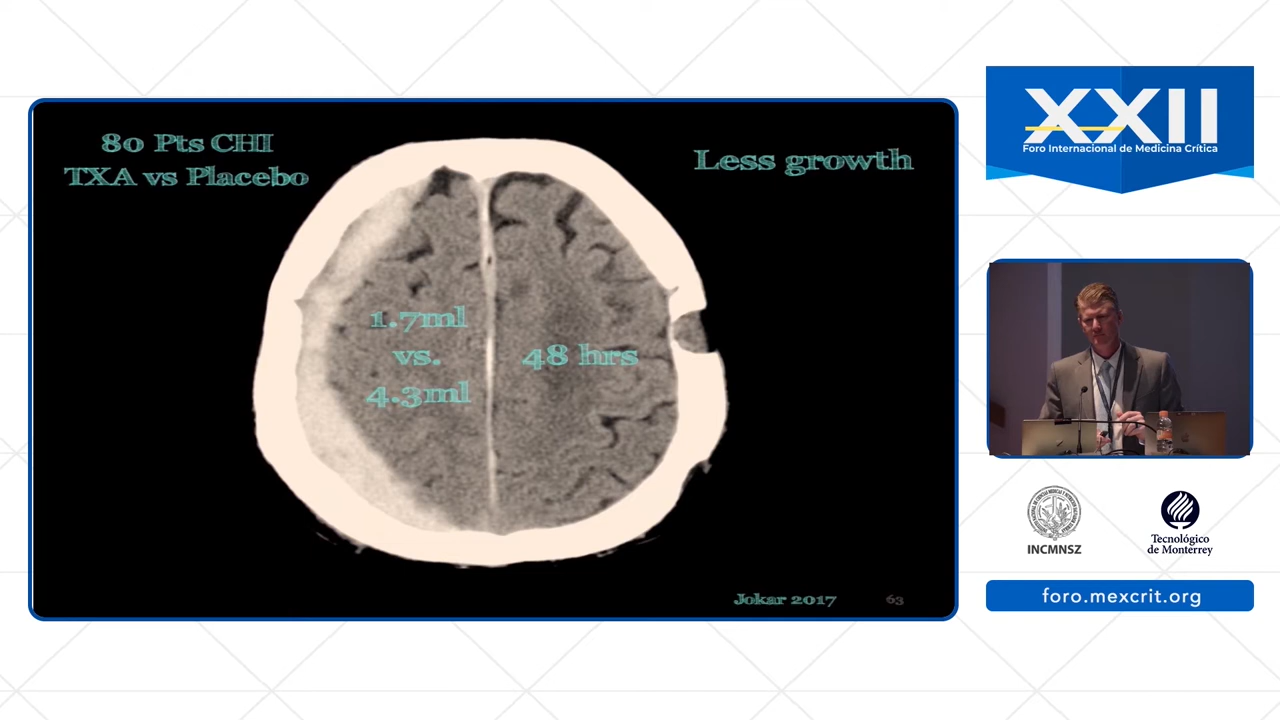 80 Pts CHI
TXA vs Placebo
Less growth
1.7ml
vs.
4.3ml
48 hrs
Jokar 2017
63
XXII
Foro Internacional de Medicina Crítica
INCMNSZ
Tecnológico
de Monterrey
foro.mexcrit.org